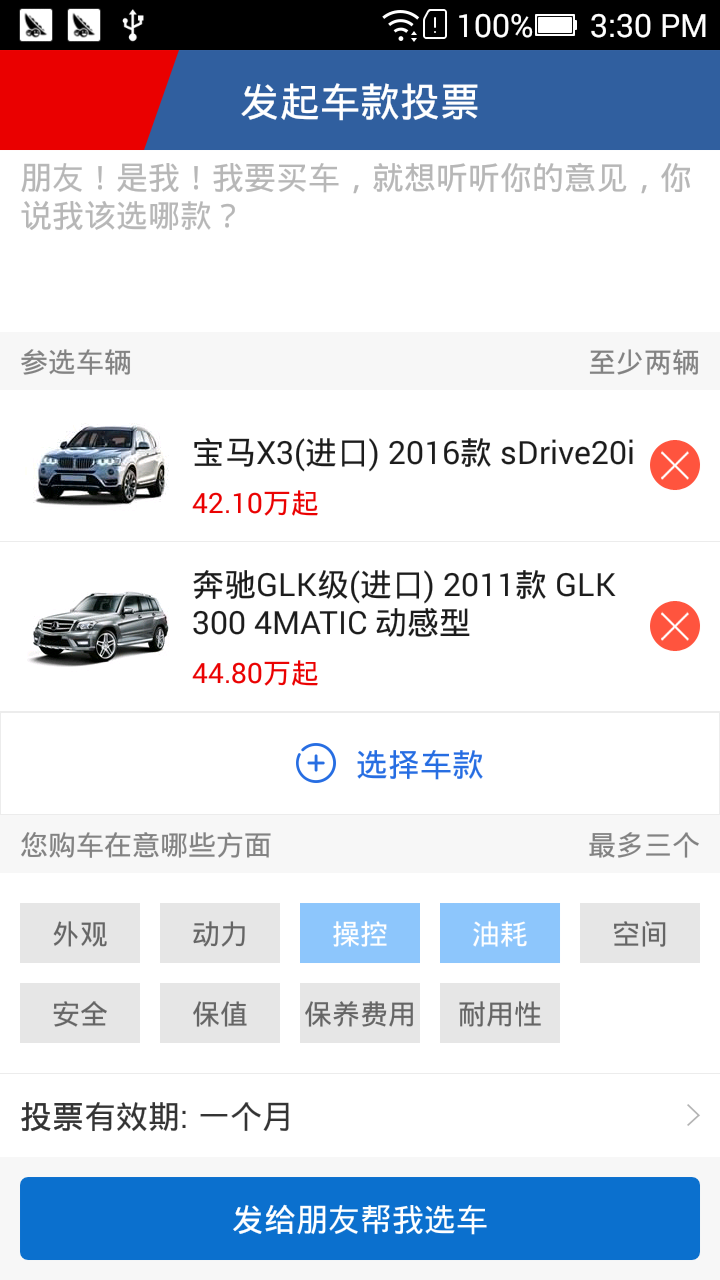 100% 3:30 PM
发起车款投票
朋友！是我！我要买车，就想听听你的意见，你
说我该选哪款？
参选车辆 至少两辆
宝马X3(进口) 2016款 sDrive20i
42.10万起
奔驰GLK级(进口) 2011款 GLK
300 4MATIC 动感型
44.80万起
选择车款
您购车在意哪些方面 最多三个
外观 动力 操控 油耗 空间
安全 保值 保养费用 耐用性
投票有效期: 一个月
发给朋友帮我选车